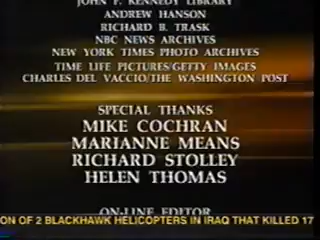 JOHN F. KENNEDY LIBRARY
ANDREW HANSON
RICHARD B. TRASK
NBC NEWS ARCHIVES
NEW YORK TIMES PHOTO ARCHIVES
TIME LIFE PICTURES/GETTY IMAGES
CHARLES DEL VACCIO/THE WASHINGTON POST
SPECIAL THANKS
MIKE COCHRAN
MARIANNE MEANS
RICHARD STOLLEY
HELEN THOMAS
ON-LINE EDITOR
ON OF 2 BLACKHAWK HELICOPTERS IN IRAQ THAT KILLED 17